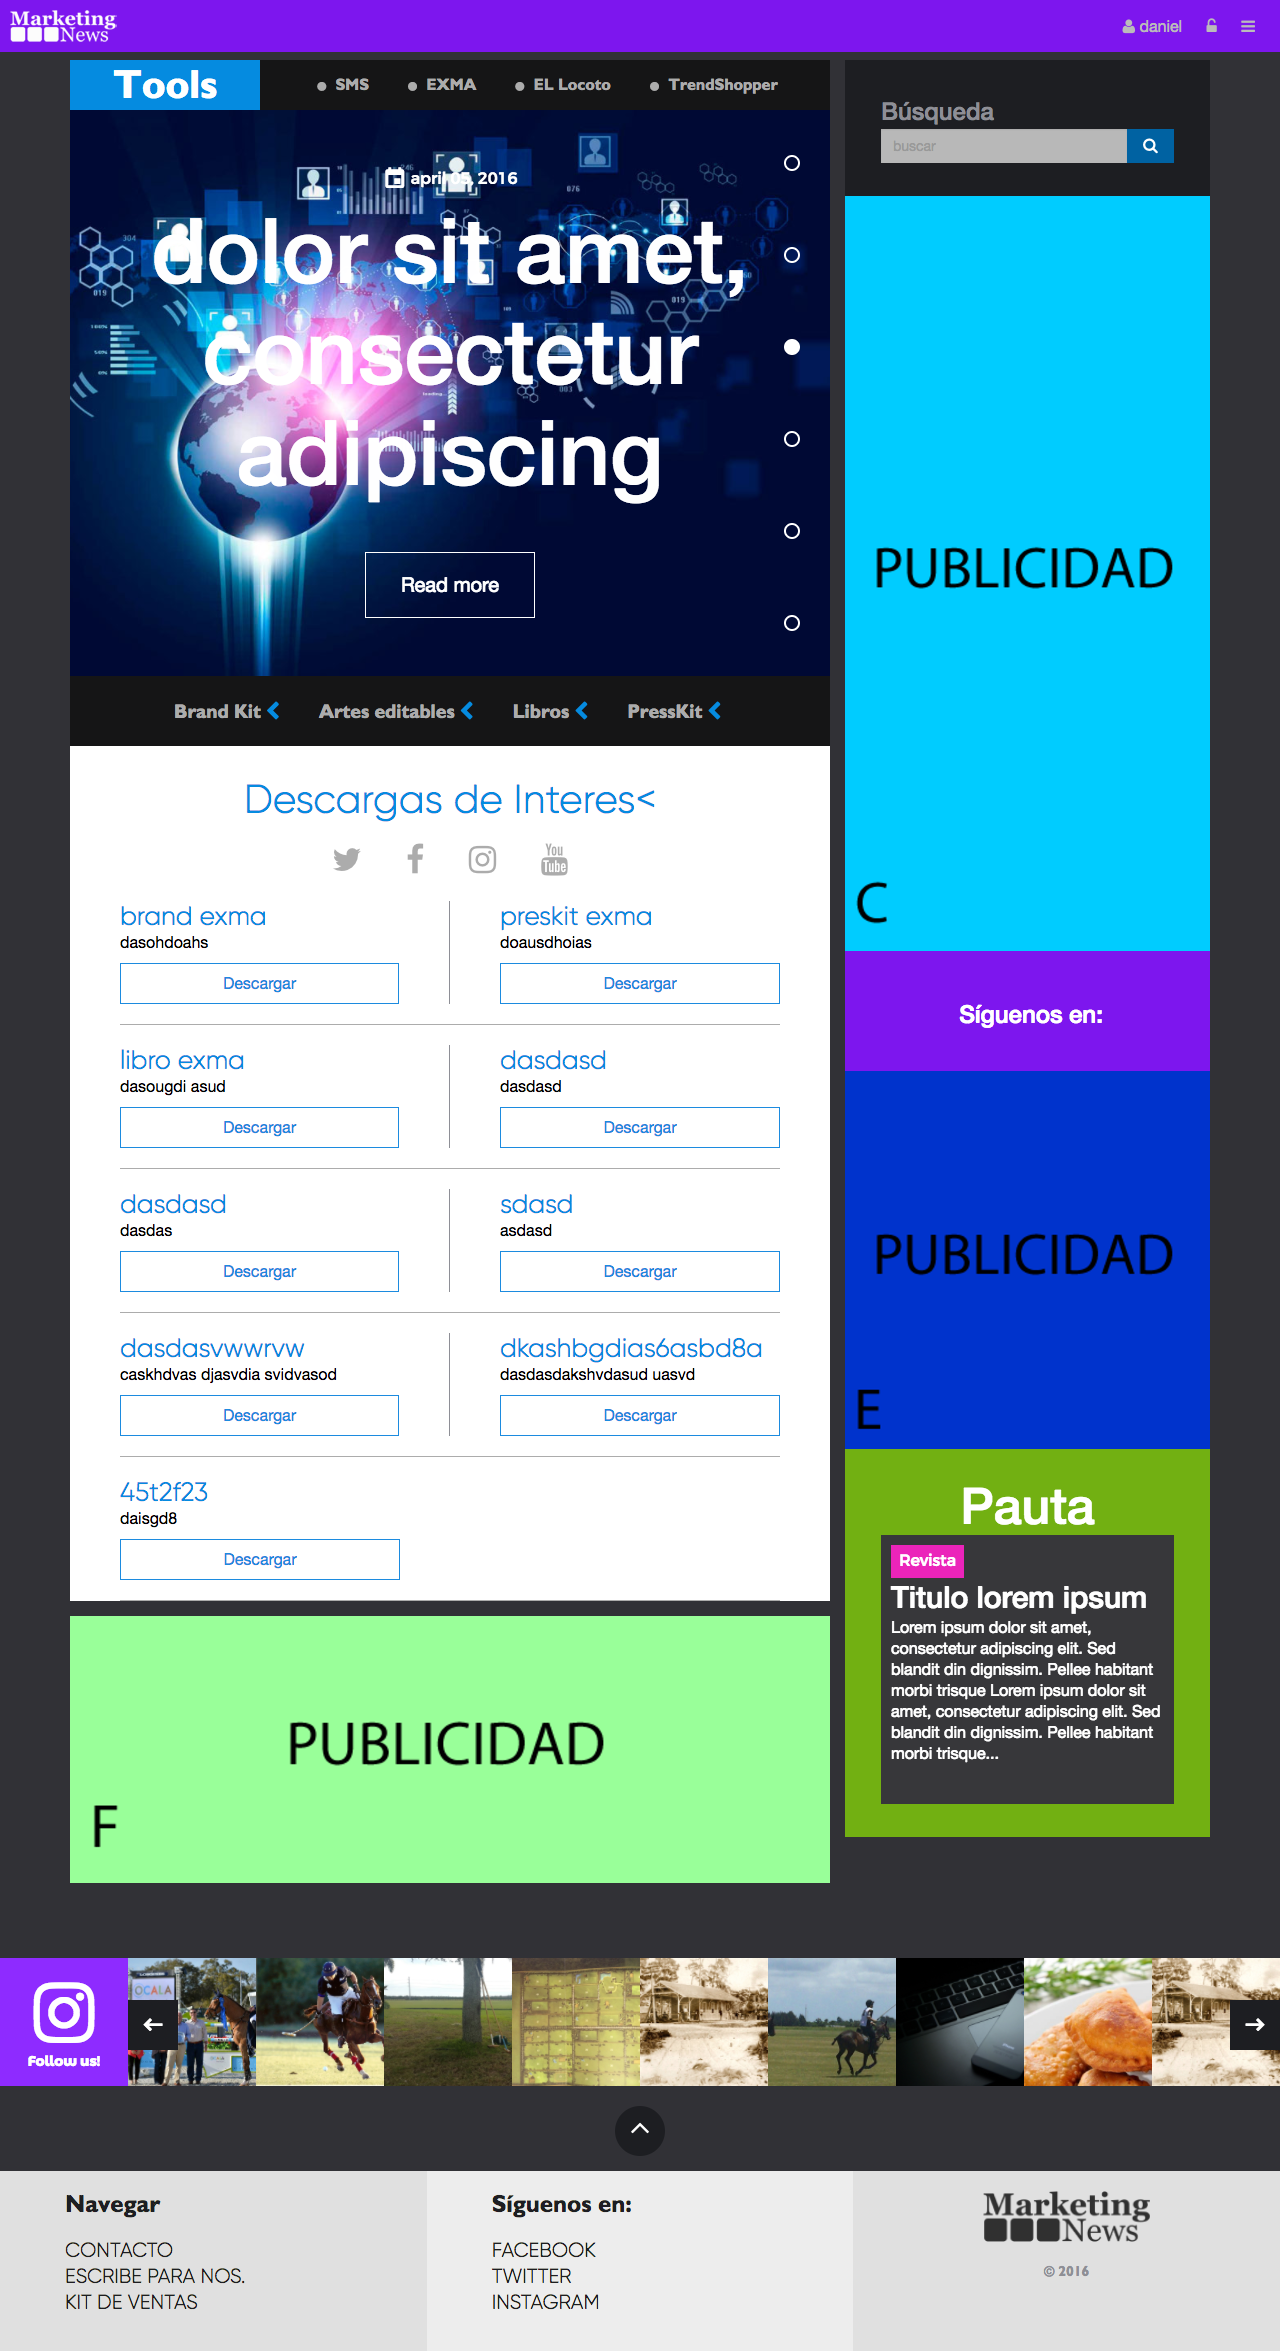 Marketing
News
daniel
Tools
SMS
EXMA
EL Locoto
TrendShopper
april 05, 2016
dolor sit amet,
consectetur
adipiscing
Read more
Brand Kit
Artes editables
Libros
PressKit
Descargas de Interes<
You
Tube
brand exma
dasohdoahs
Descargar
preskit exma
doausdhoias
Descargar
libro exma
dasougdi asud
Descargar
dasdasd
dasdasd
Descargar
dasdasd
dasdas
Descargar
sdasd
asdasd
Descargar
dasdasvwwrvw
caskhdvas djasvdia svidvasod
Descargar
dkashbgdias6asbd8a
dasdasdakshvdasud uasvd
Descargar
45t2f23
daisgd8
Descargar
PUBLICIDAD
F
Búsqueda
buscar
PUBLICIDAD
C
Síguenos en:
PUBLICIDAD
E
Pauta
Revista
Titulo lorem ipsum
Lorem ipsum dolor sit amet,
consectetur adipiscing elit. Sed
blandit din dignissim. Pellee habitant
morbi trisque Lorem ipsum dolor sit
amet, consectetur adipiscing elit. Sed
blandit din dignissim. Pellee habitant
morbi trisque...
Follow us!
OCALA
Navegar
CONTACTO
ESCRIBE PARA NOS.
KIT DE VENTAS
Síguenos en:
FACEBOOK
TWITTER
INSTAGRAM
Marketing
News
© 2016